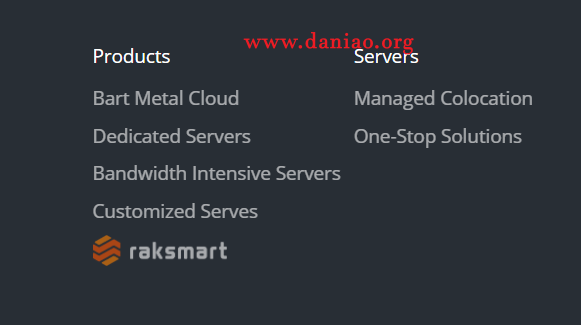 www.daniao.org
Products
Servers
Bart Metal Cloud
Managed Colocation
Dedicated Servers
One-Stop Solutions
Bandwidth Intensive Servers
Customized Serves
raksmart